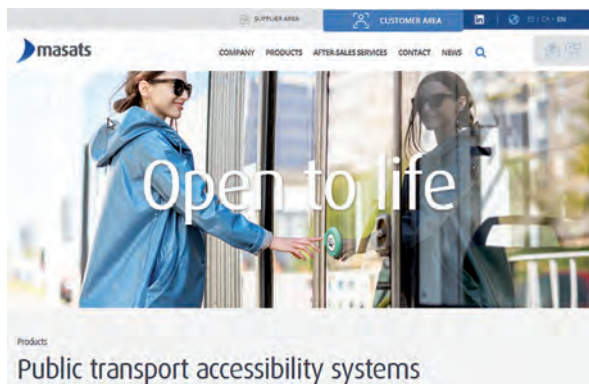 SUPPLIER AREA
CUSTOMER AREA
in
ES | CA · EN
masats
COMPANY PRODUCTS AFTER-SALES SERVICES CONTACT NEWS
Open to life
Products
Public transport accessibility systems